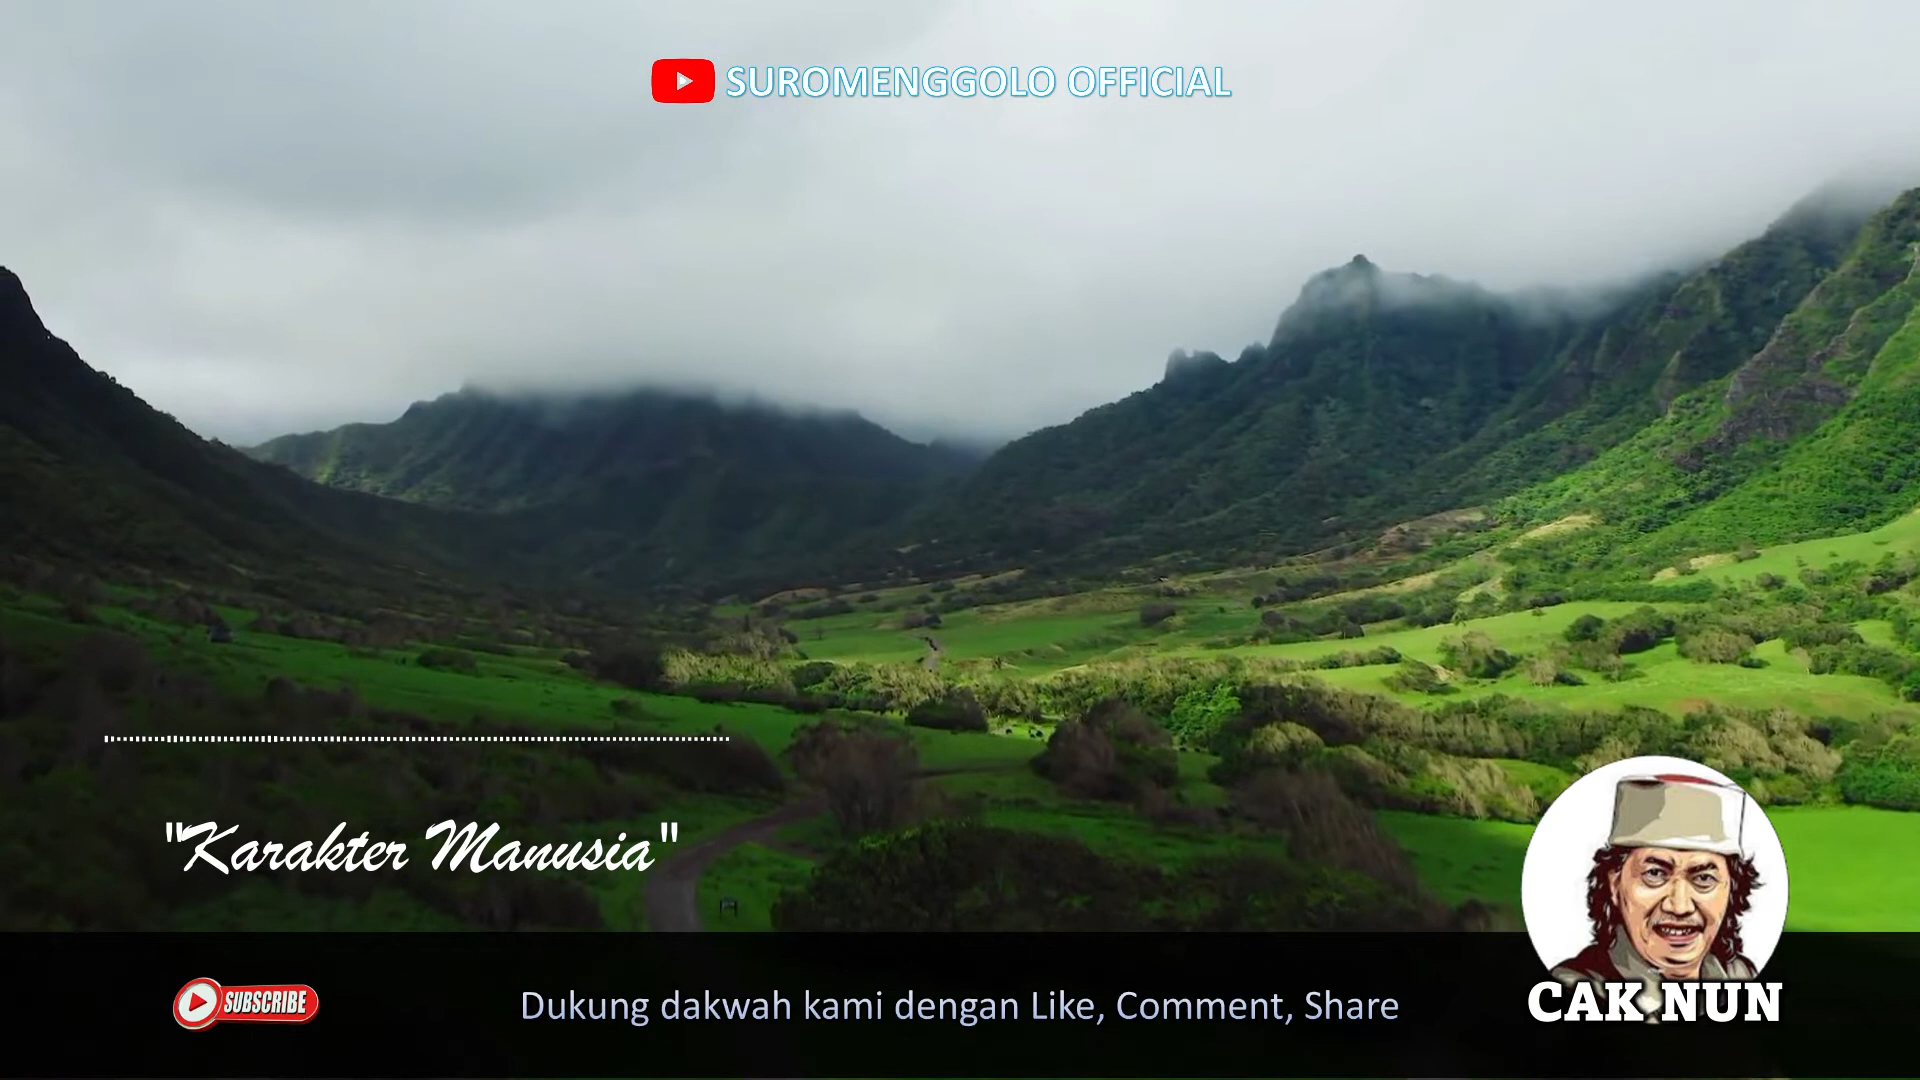 SUROMENGGOLO OFFICIAL
"Karakter Manusia"
SUBSCRIBE
Dukung dakwah kami dengan Like, Comment, Share
CAK NUN